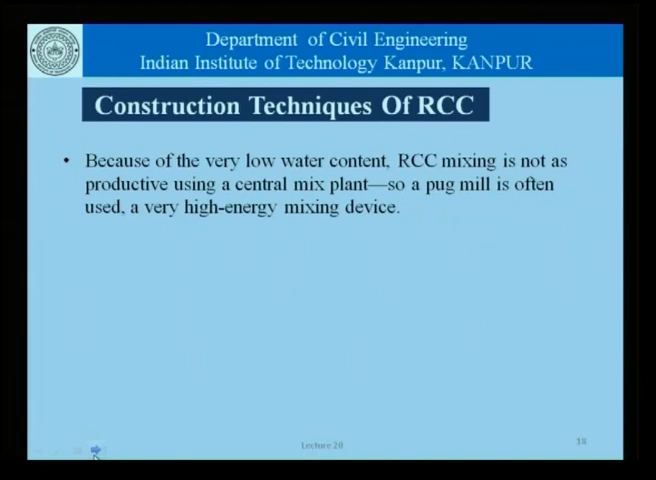 Department of Civil Engineering
Indian Institute of Technology Kanpur, KANPUR
Construction Techniques Of RCC
• Because of the very low water content, RCC mixing is not as
productive using a central mix plant—so a pug mill is often
used, a very high-energy mixing device.
Lecture 20
18